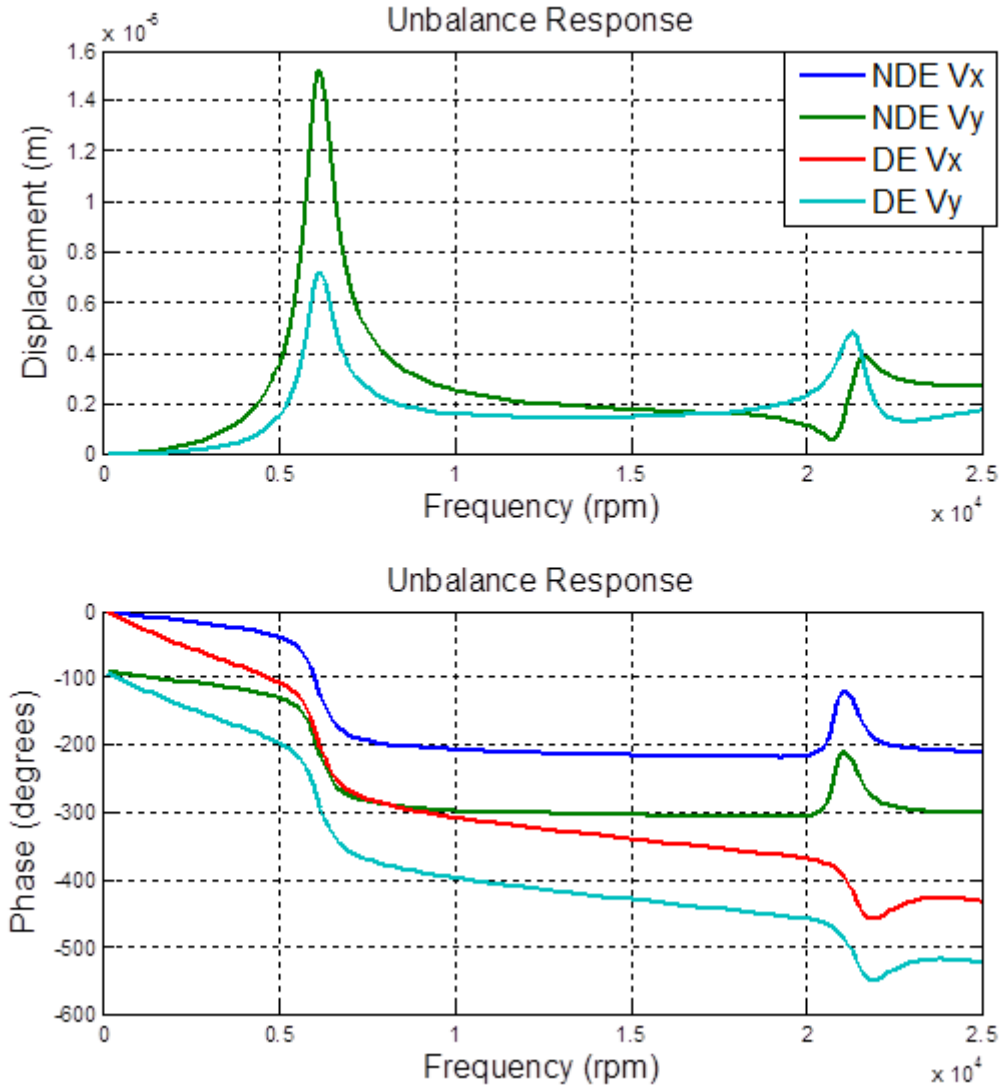 Unbalance Response
x 10^-5
1.6
1.4
1.2
1
0.8
0.6
0.4
0.2
0
Displacement (m)
NDE Vx
NDE Vy
DE Vx
DE Vy
0 0.5 1 1.5 2 2.5
Frequency (rpm)
x 10^4
Unbalance Response
0
-100
-200
-300
-400
-500
-600
Phase (degrees)
0 0.5 1 1.5 2 2.5
Frequency (rpm)
x 10^4